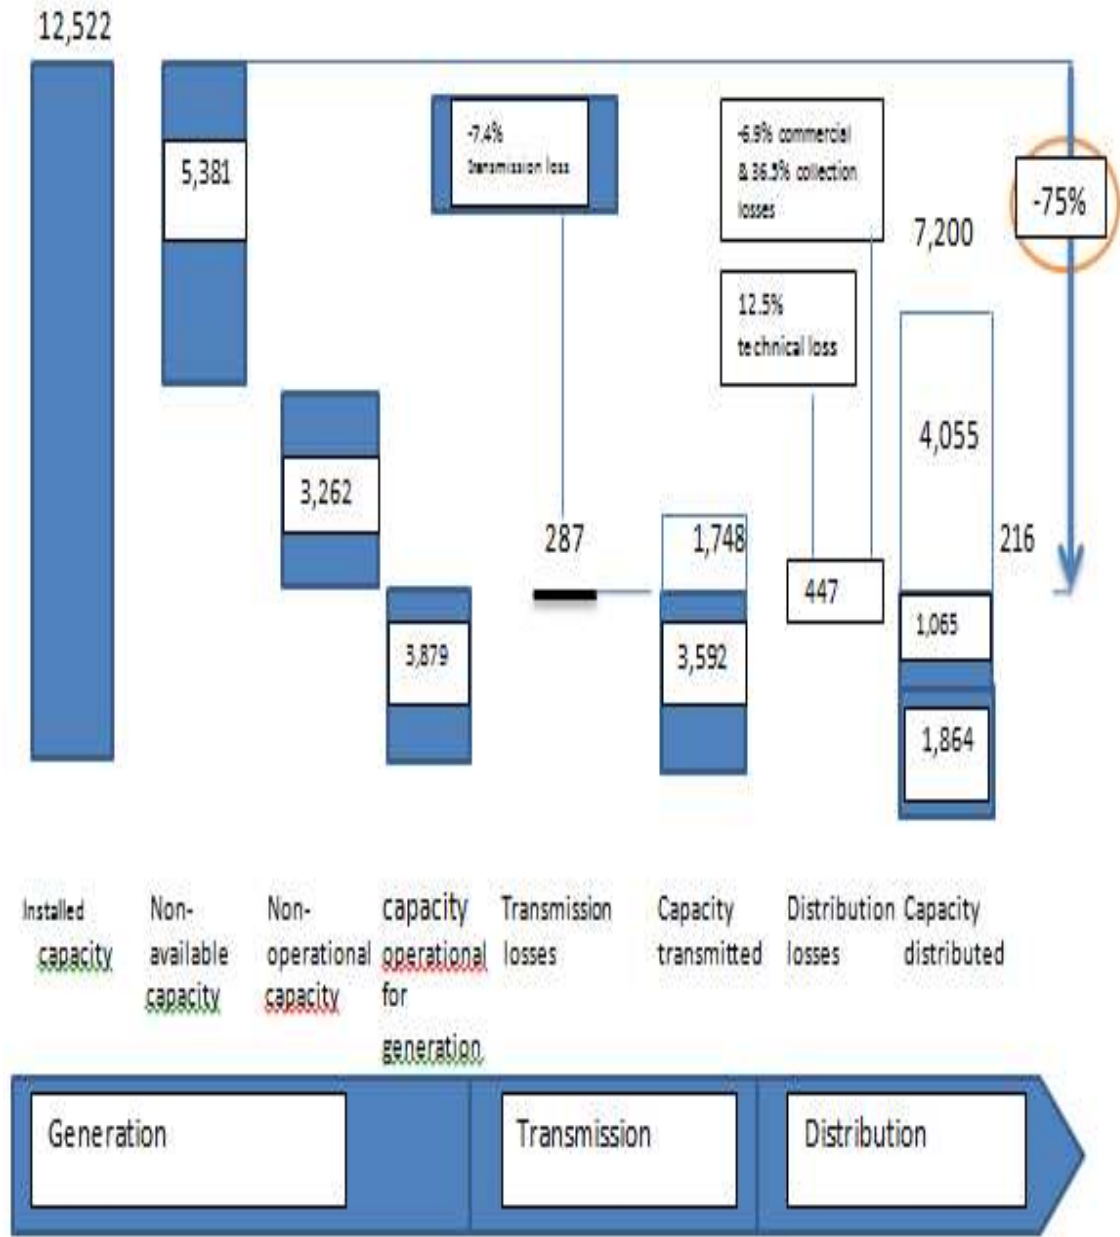 12,522
5,381
3,262
3,879
-7.4%
transmission loss
287
1,748
3,592
-6.9% commercial
& 36.5% collection
losses
12.5%
technical loss
447
7,200
4,055
216
1,065
1,864
-75%
Installed
capacity
Non-
available
capacity
Non-
operational
capacity
capacity
operational
for
generation
Transmission
losses
Capacity
transmitted
Distribution
losses
Capacity
distributed
Generation
Transmission
Distribution